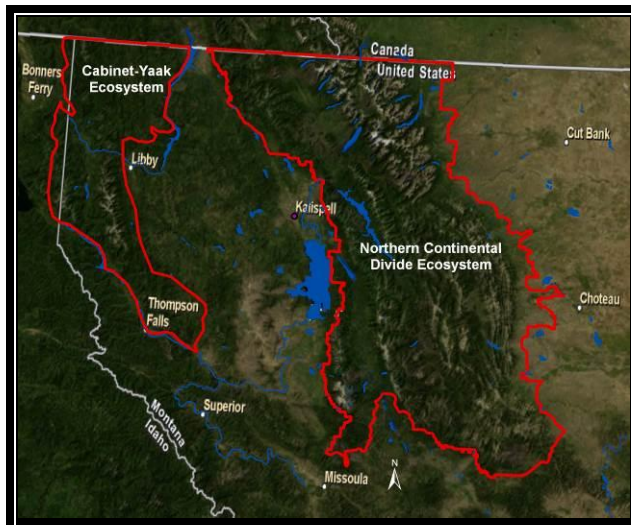 Canada
United States
Bonners
Ferry
Cabinet-Yaak
Ecosystem
Cut Bank
Libby
Kalispell
Northern Continental
Divide Ecosystem
Thompson
Falls
Choteau
Superior
Montana
Idaho
Missoula
N